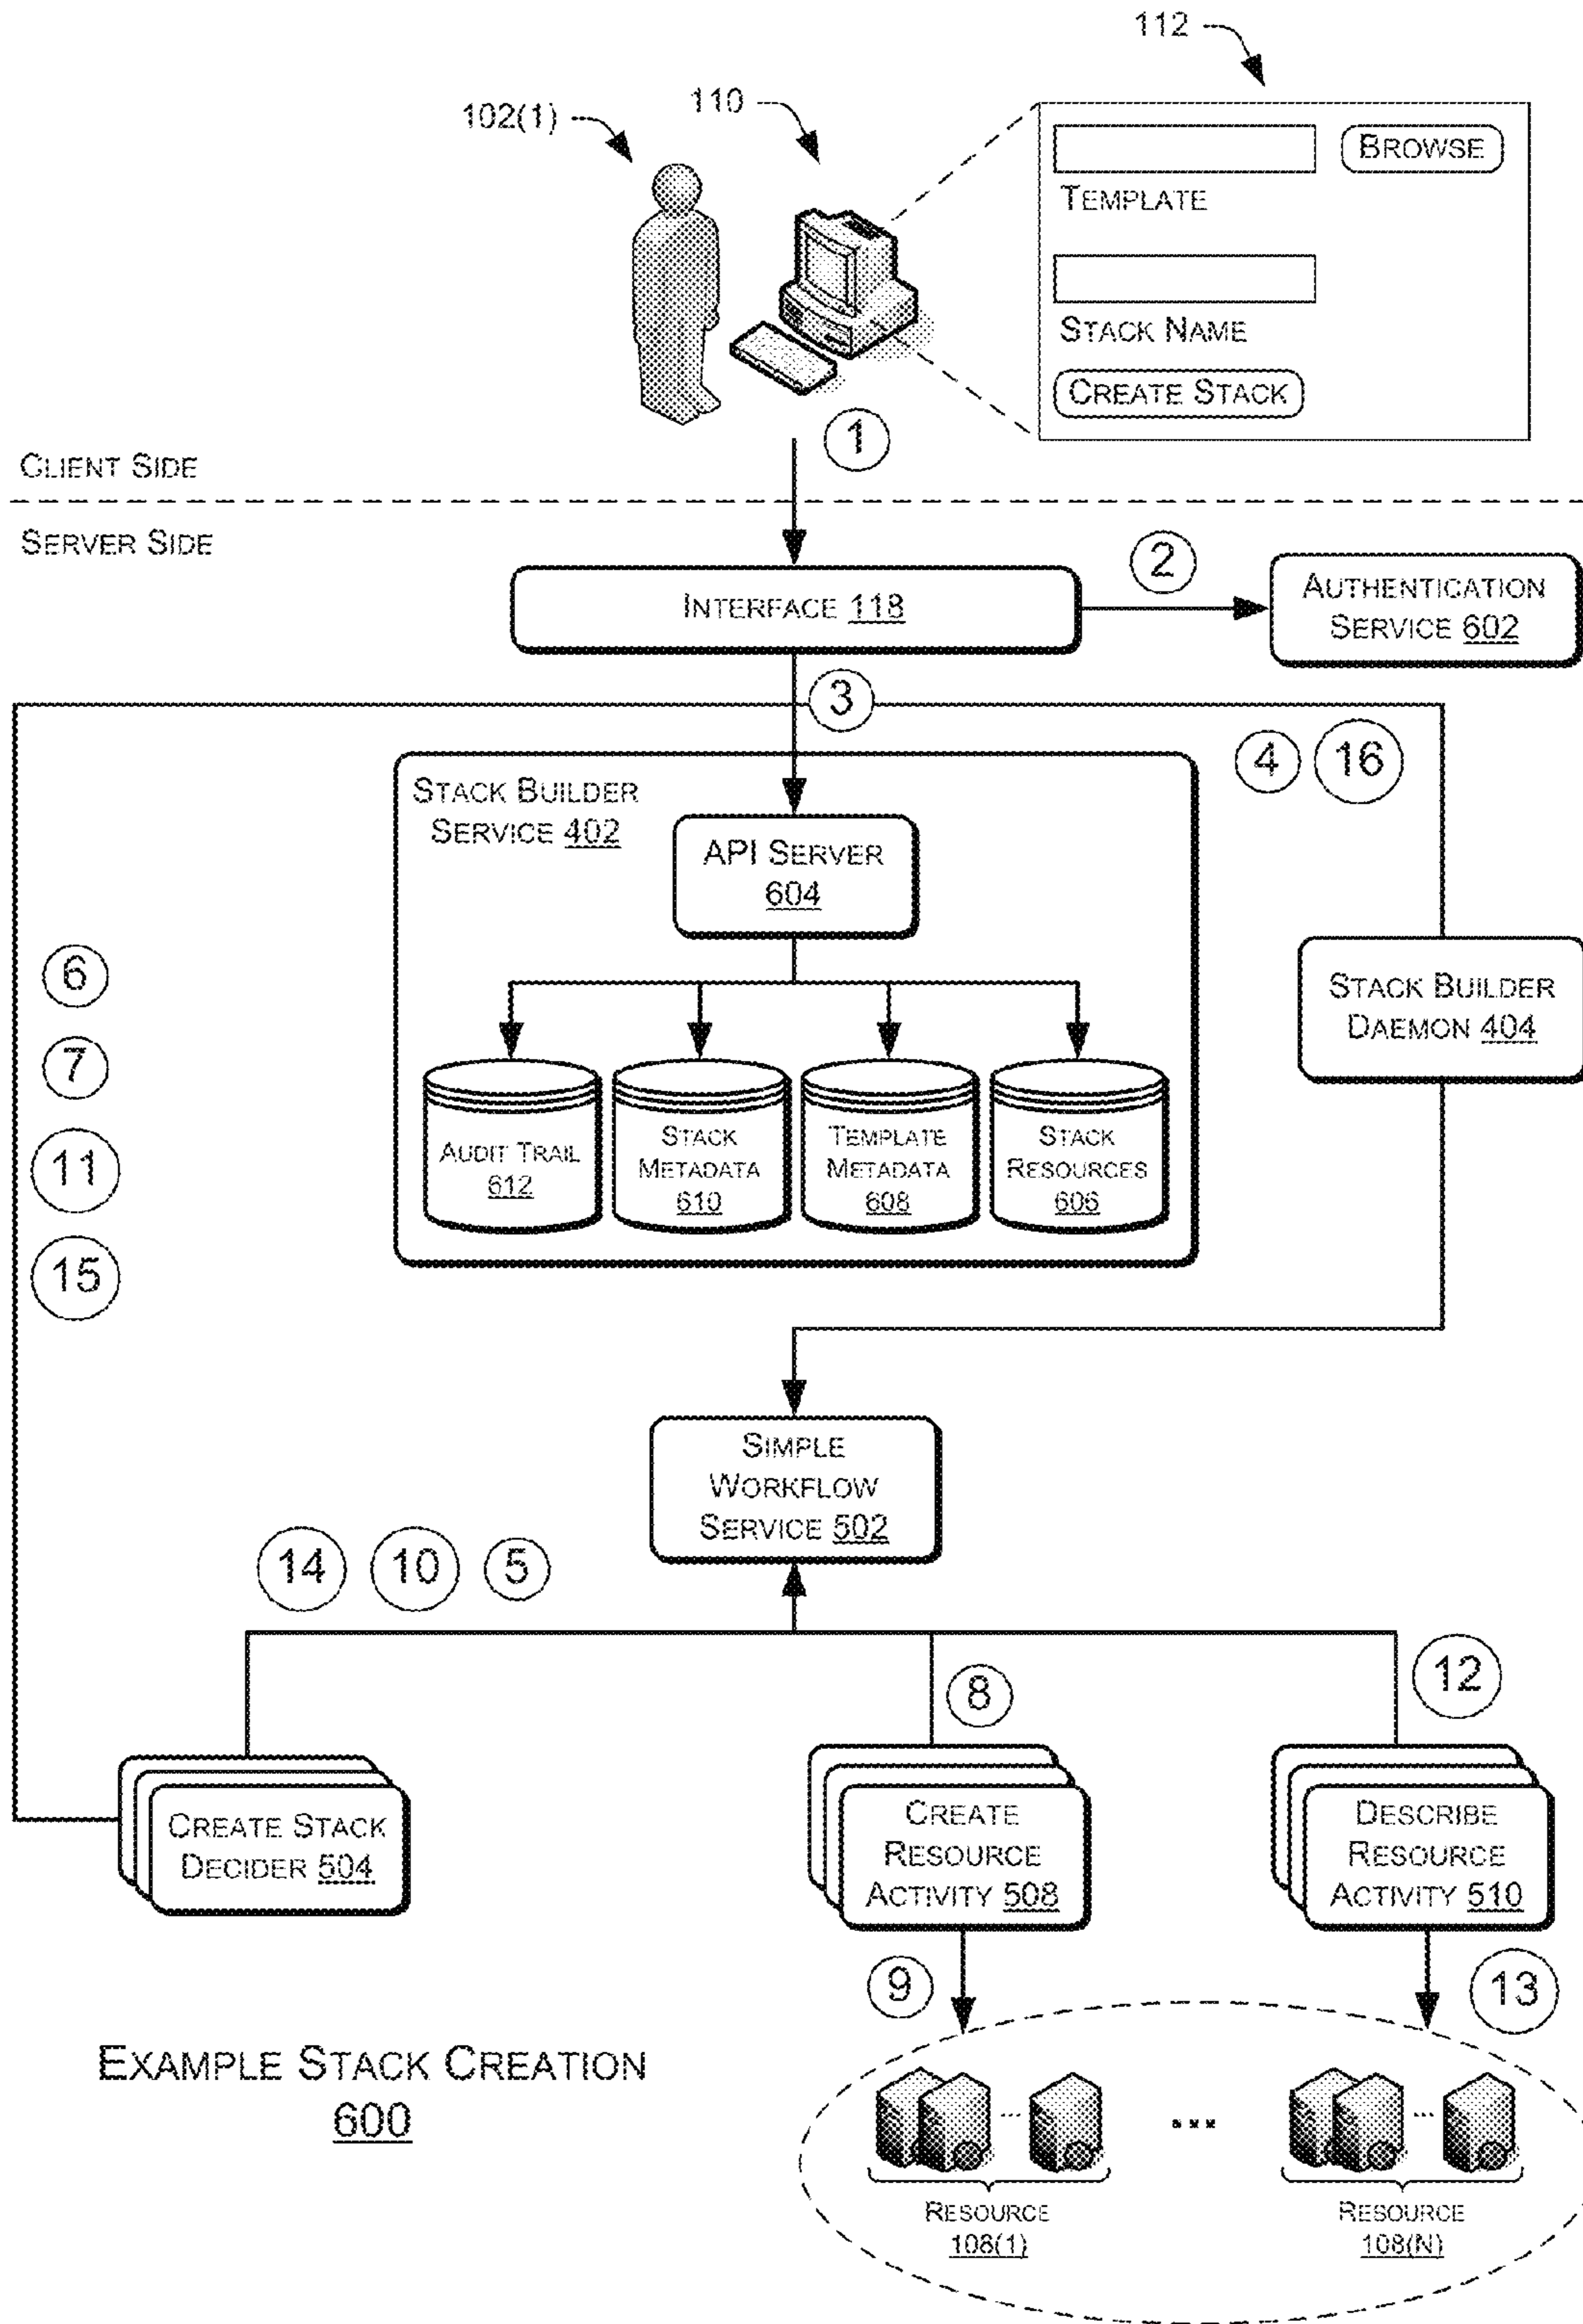 112
102(1)
110
BROWSE
TEMPLATE
STACK NAME
CREATE STACK
1
CLIENT SIDE
SERVER SIDE
2
INTERFACE 118
AUTHENTICATION
SERVICE 602
3
4
16
STACK BUILDER
SERVICE 402
API SERVER
604
6
7
11
15
STACK BUILDER
DAEMON 404
AUDIT TRAIL
612
STACK
METADATA
610
TEMPLATE
METADATA
608
STACK
RESOURCES
606
SIMPLE
WORKFLOW
SERVICE 502
14
10
5
8
12
CREATE STACK
DECIDER 504
CREATE
RESOURCE
ACTIVITY 508
DESCRIBE
RESOURCE
ACTIVITY 510
9
13
EXAMPLE STACK CREATION
600
...
...
...
RESOURCE
108(1)
RESOURCE
108(N)